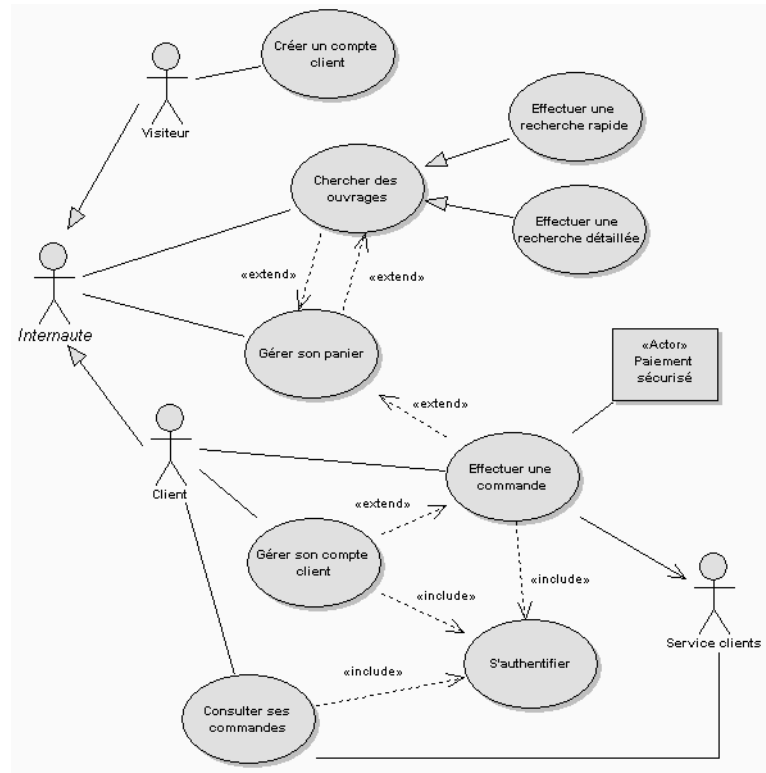 Créer un compte
client
Visiteur
Effectuer une
recherche rapide
Chercher des
ouvrages
Effectuer une
recherche détaillée
«extend»
«extend»
Internaute
Gérer son panier
«Actor»
Paiement
sécurisé
«extend»
Client
Effectuer une
commande
«extend»
Gérer son compte
client
«include»
«include»
Service clients
S'authentifier
«include»
Consulter ses
commandes